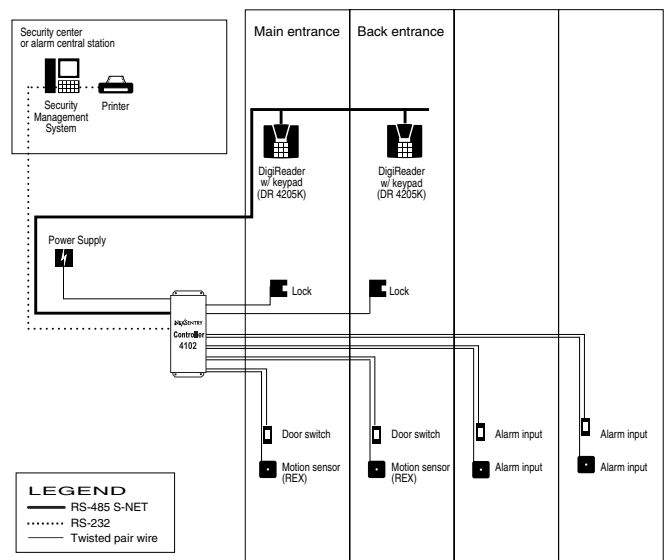 Security center
or alarm central station
Security
Management
System
Printer
Main entrance
Back entrance
DigiReader
w/ keypad
(DR 4205K)
DigiReader
w/ keypad
(DR 4205K)
Power Supply
Lock
Lock
NEXSENTRY
Controller
4102
Door switch
Door switch
Alarm input
Alarm input
Motion sensor
(REX)
Motion sensor
(REX)
Alarm input
Alarm input
LEGEND
RS-485 S-NET
RS-232
Twisted pair wire